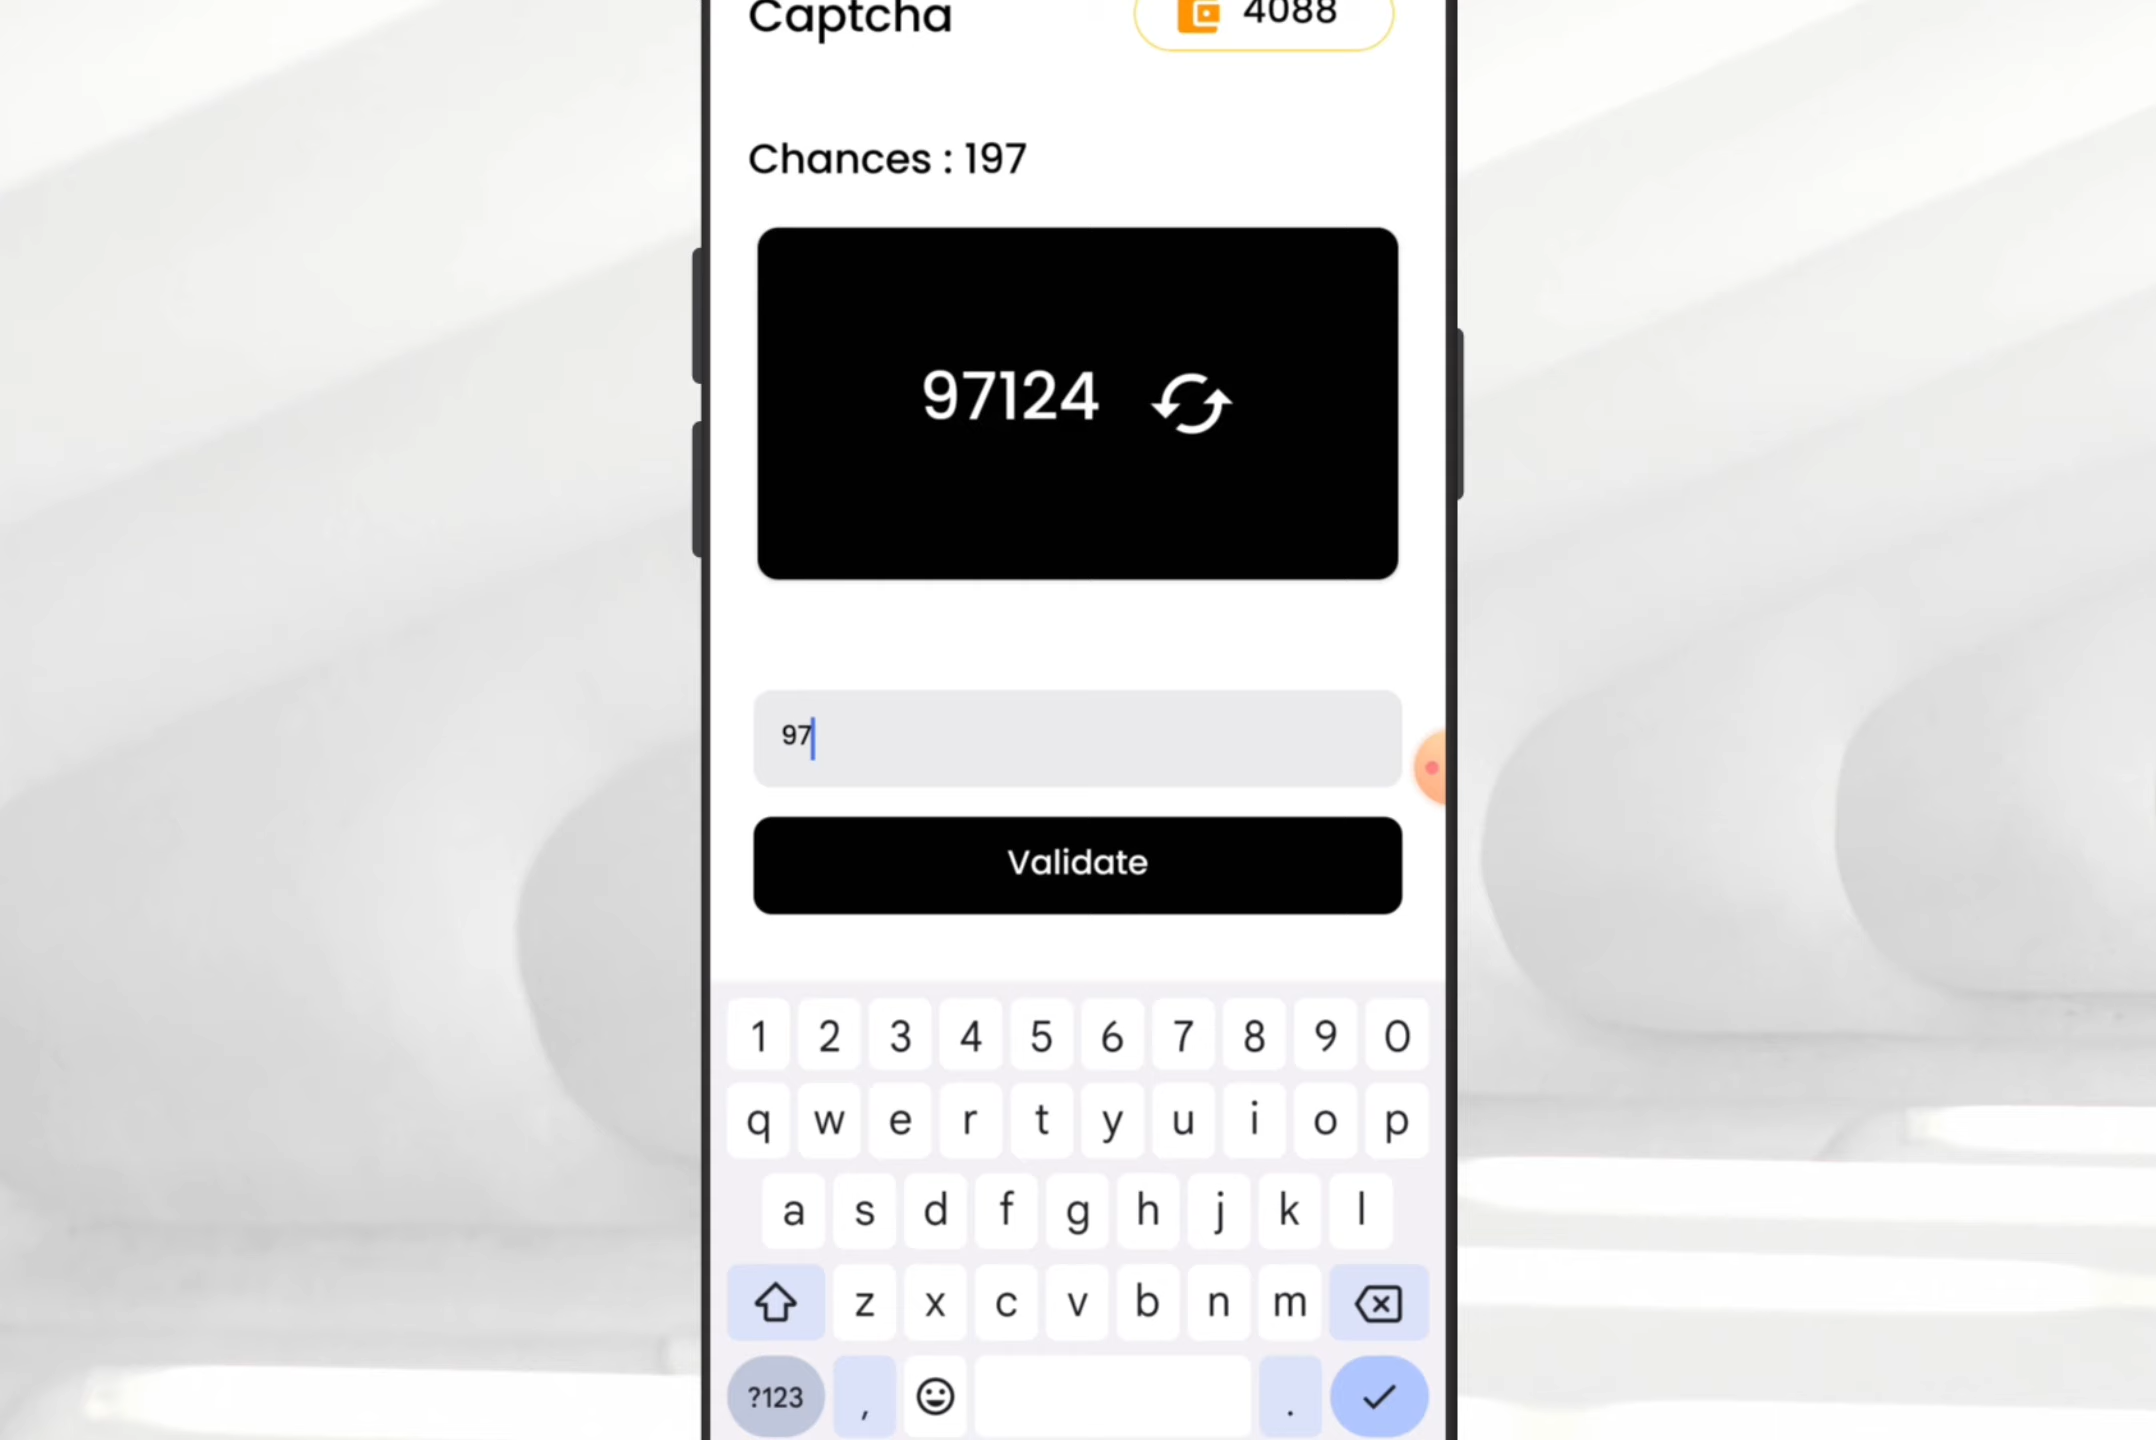 Captcha
4088
Chances : 197
97124
97
Validate
1 2 3 4 5 6 7 8 9 0
q w e r t y u i o p
a s d f g h j k l
z x c v b n m
?123 , .